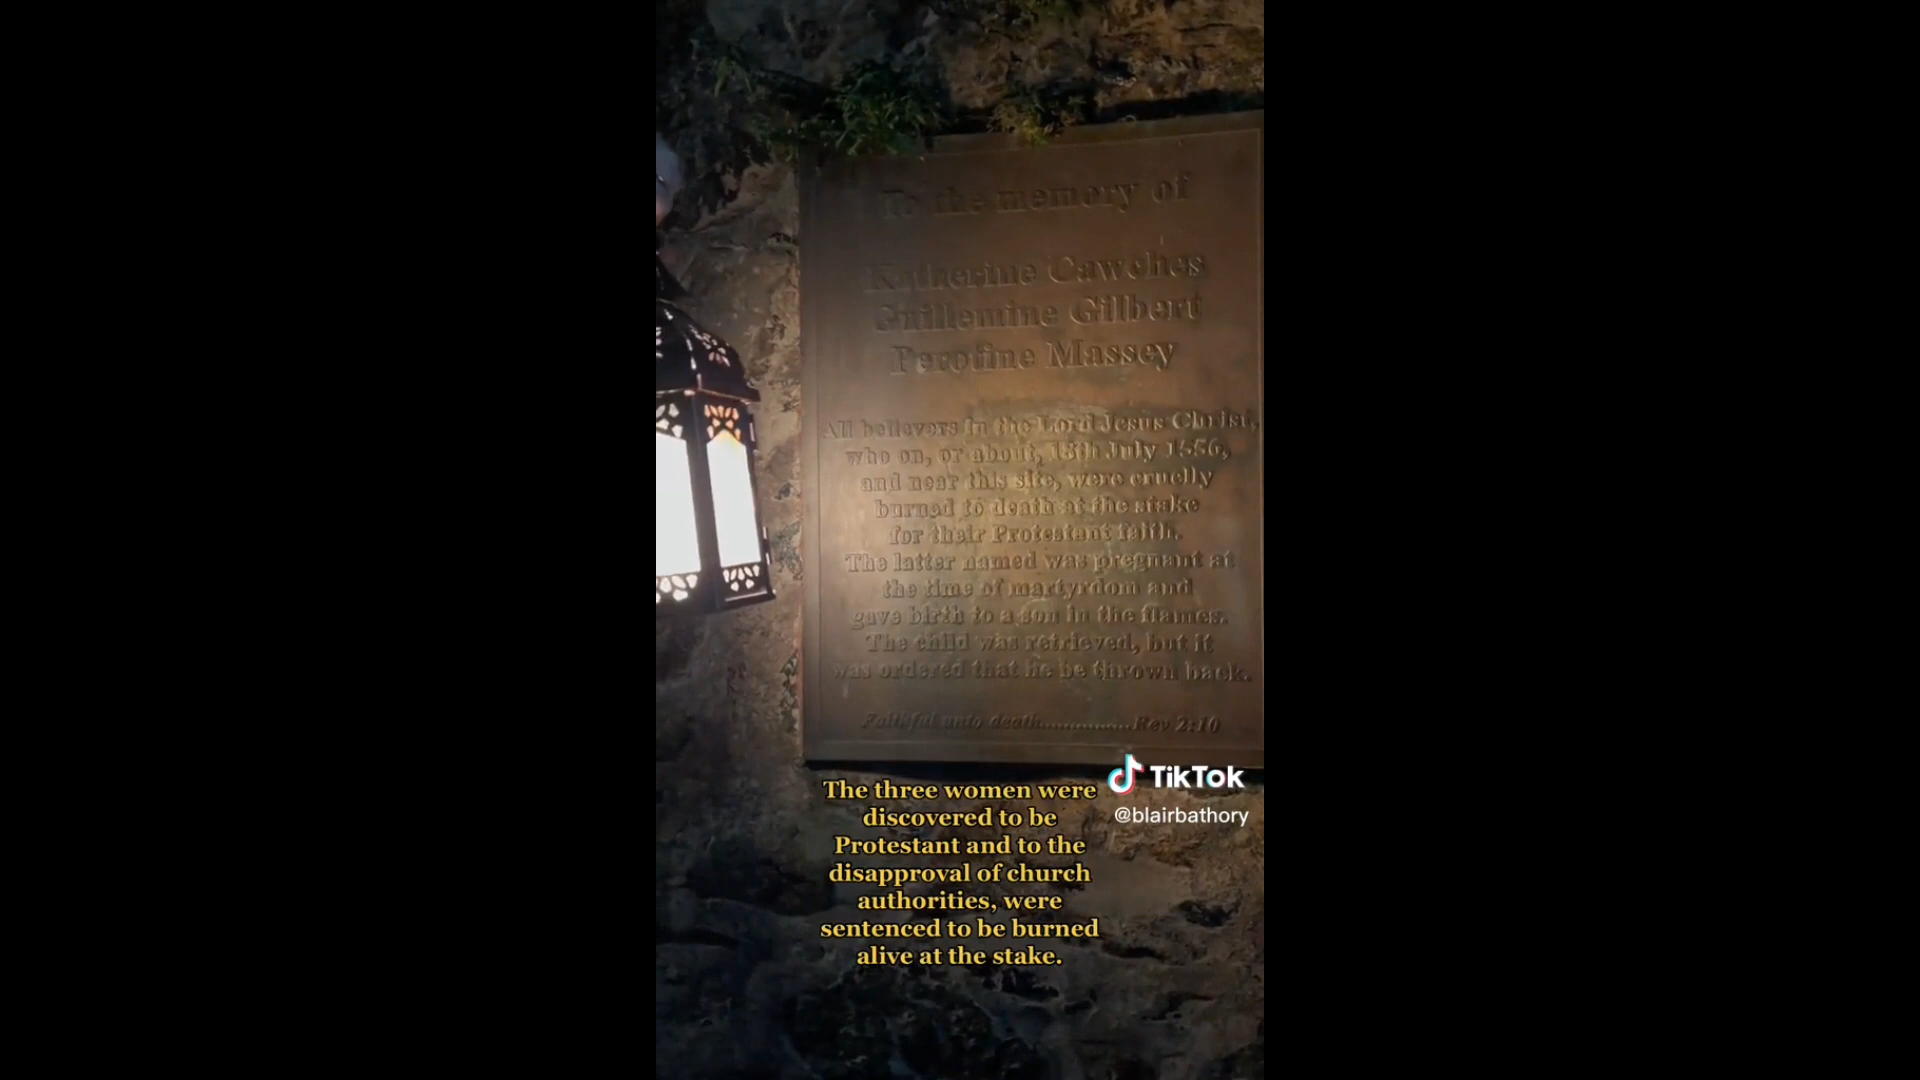 To the memory of
Katherine Cawches
Guillemine Gilbert
Perotine Massey
All believers in the Lord Jesus Christ,
who on, or about, 18th July 1556,
and near this site, were cruelly
burned to death at the stake
for their Protestant faith.
The latter named was pregnant at
the time of martyrdom and
gave birth to a son in the flames.
The child was retrieved, but it
was ordered that he be thrown back.
Faithful unto death...............Rev 2:10
TikTok
@blairbathory
The three women were
discovered to be
Protestant and to the
disapproval of church
authorities, were
sentenced to be burned
alive at the stake.